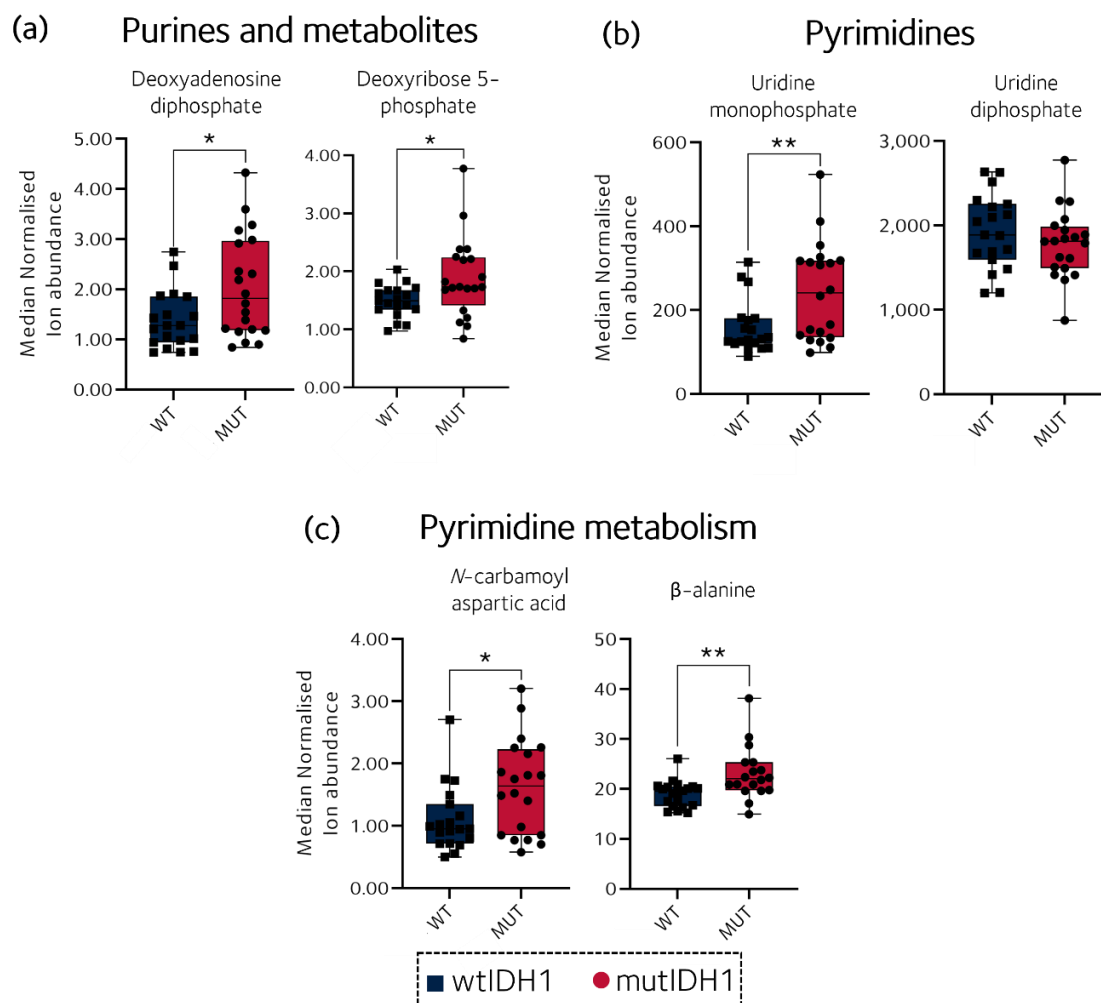 (a) Purines and metabolites
Deoxyadenosine
diphosphate
Deoxyribose 5-
phosphate
Median Normalised
Ion abundance
5.00
4.00
3.00
2.00
1.00
0.00
*
WT
MUT
4.00
3.00
2.00
1.00
0.00
*
WT
MUT
(b) Pyrimidines
Uridine
monophosphate
Uridine
diphosphate
Median Normalised
Ion abundance
600
400
200
0
**
WT
MUT
3,000
2,000
1,000
0
WT
MUT
(c) Pyrimidine metabolism
N-carbamoyl
aspartic acid
β-alanine
Median Normalised
Ion abundance
4.00
3.00
2.00
1.00
0.00
*
WT
MUT
50
40
30
20
10
0
**
WT
MUT
wtIDH1 mutIDH1